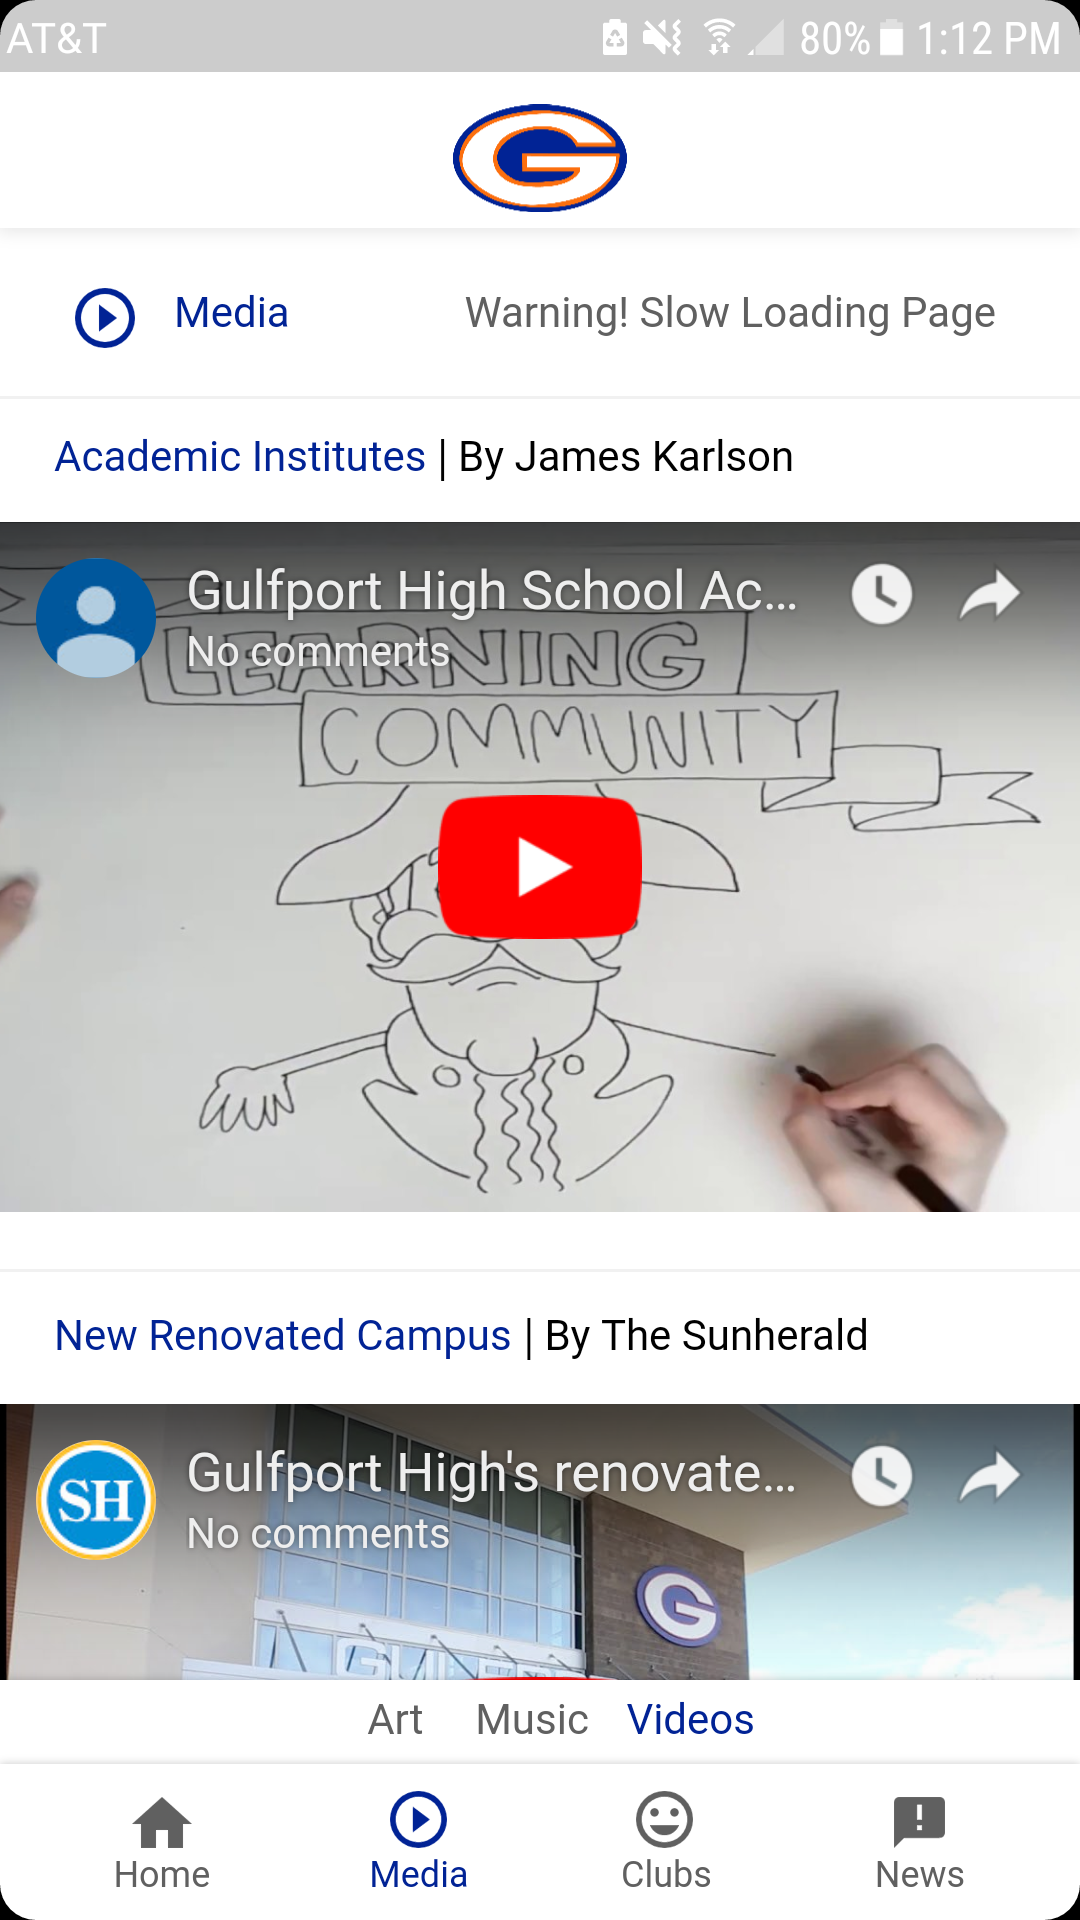 AT&T 80% 1:12 PM
G
Media Warning! Slow Loading Page
Academic Institutes | By James Karlson
Gulfport High School Ac...
No comments
LEARNING
COMMUNITY
New Renovated Campus | By The Sunherald
SH Gulfport High's renovate...
No comments
G
Art Music Videos
Home Media Clubs News